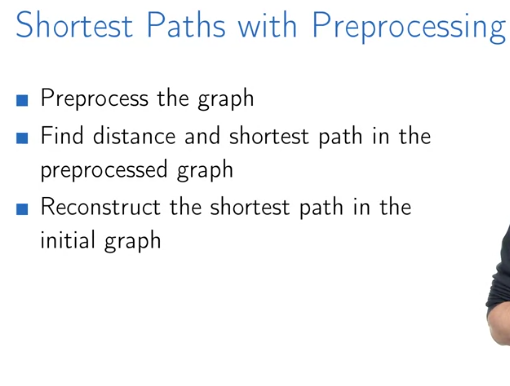 Shortest Paths with Preprocessing
Preprocess the graph
Find distance and shortest path in the
preprocessed graph
Reconstruct the shortest path in the
initial graph